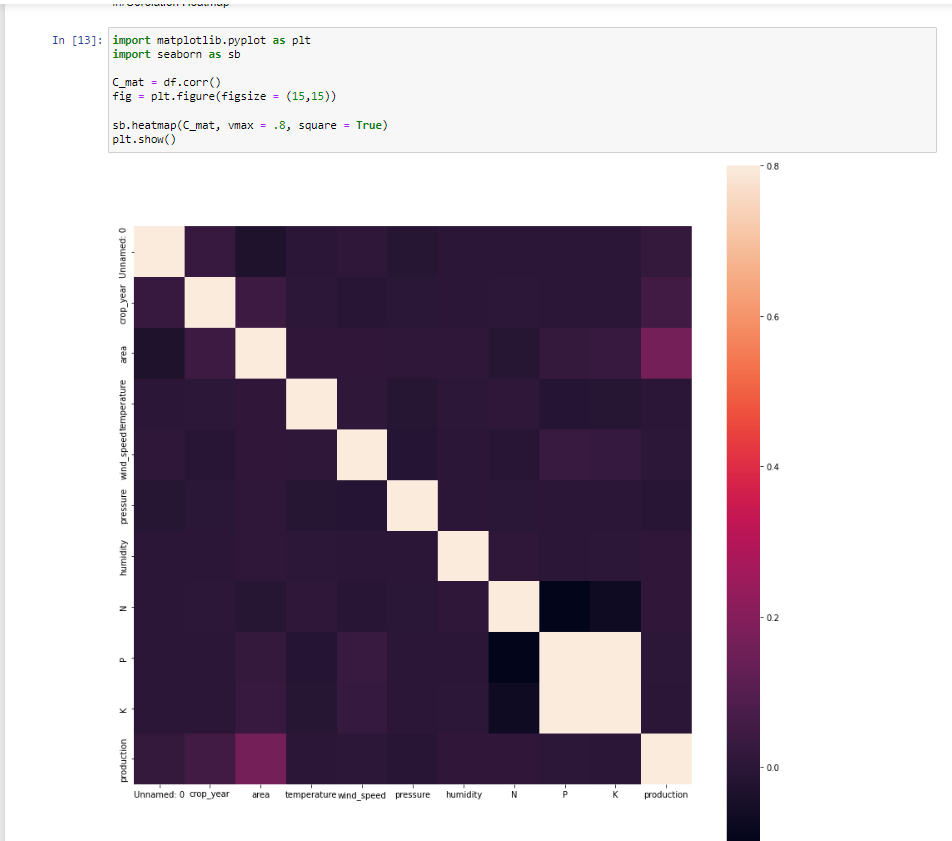 In [13]: import matplotlib.pyplot as plt
import seaborn as sb
C_mat = df.corr()
fig = plt.figure(figsize = (15,15))
sb.heatmap(C_mat, vmax = .8, square = True)
plt.show()
0.8
0.6
0.4
0.2
0.0
Unnamed: 0
crop_year
area
temperature
wind_speed
pressure
humidity
N
P
K
production
Unnamed: 0 crop_year area temperature wind_speed pressure humidity N P K production